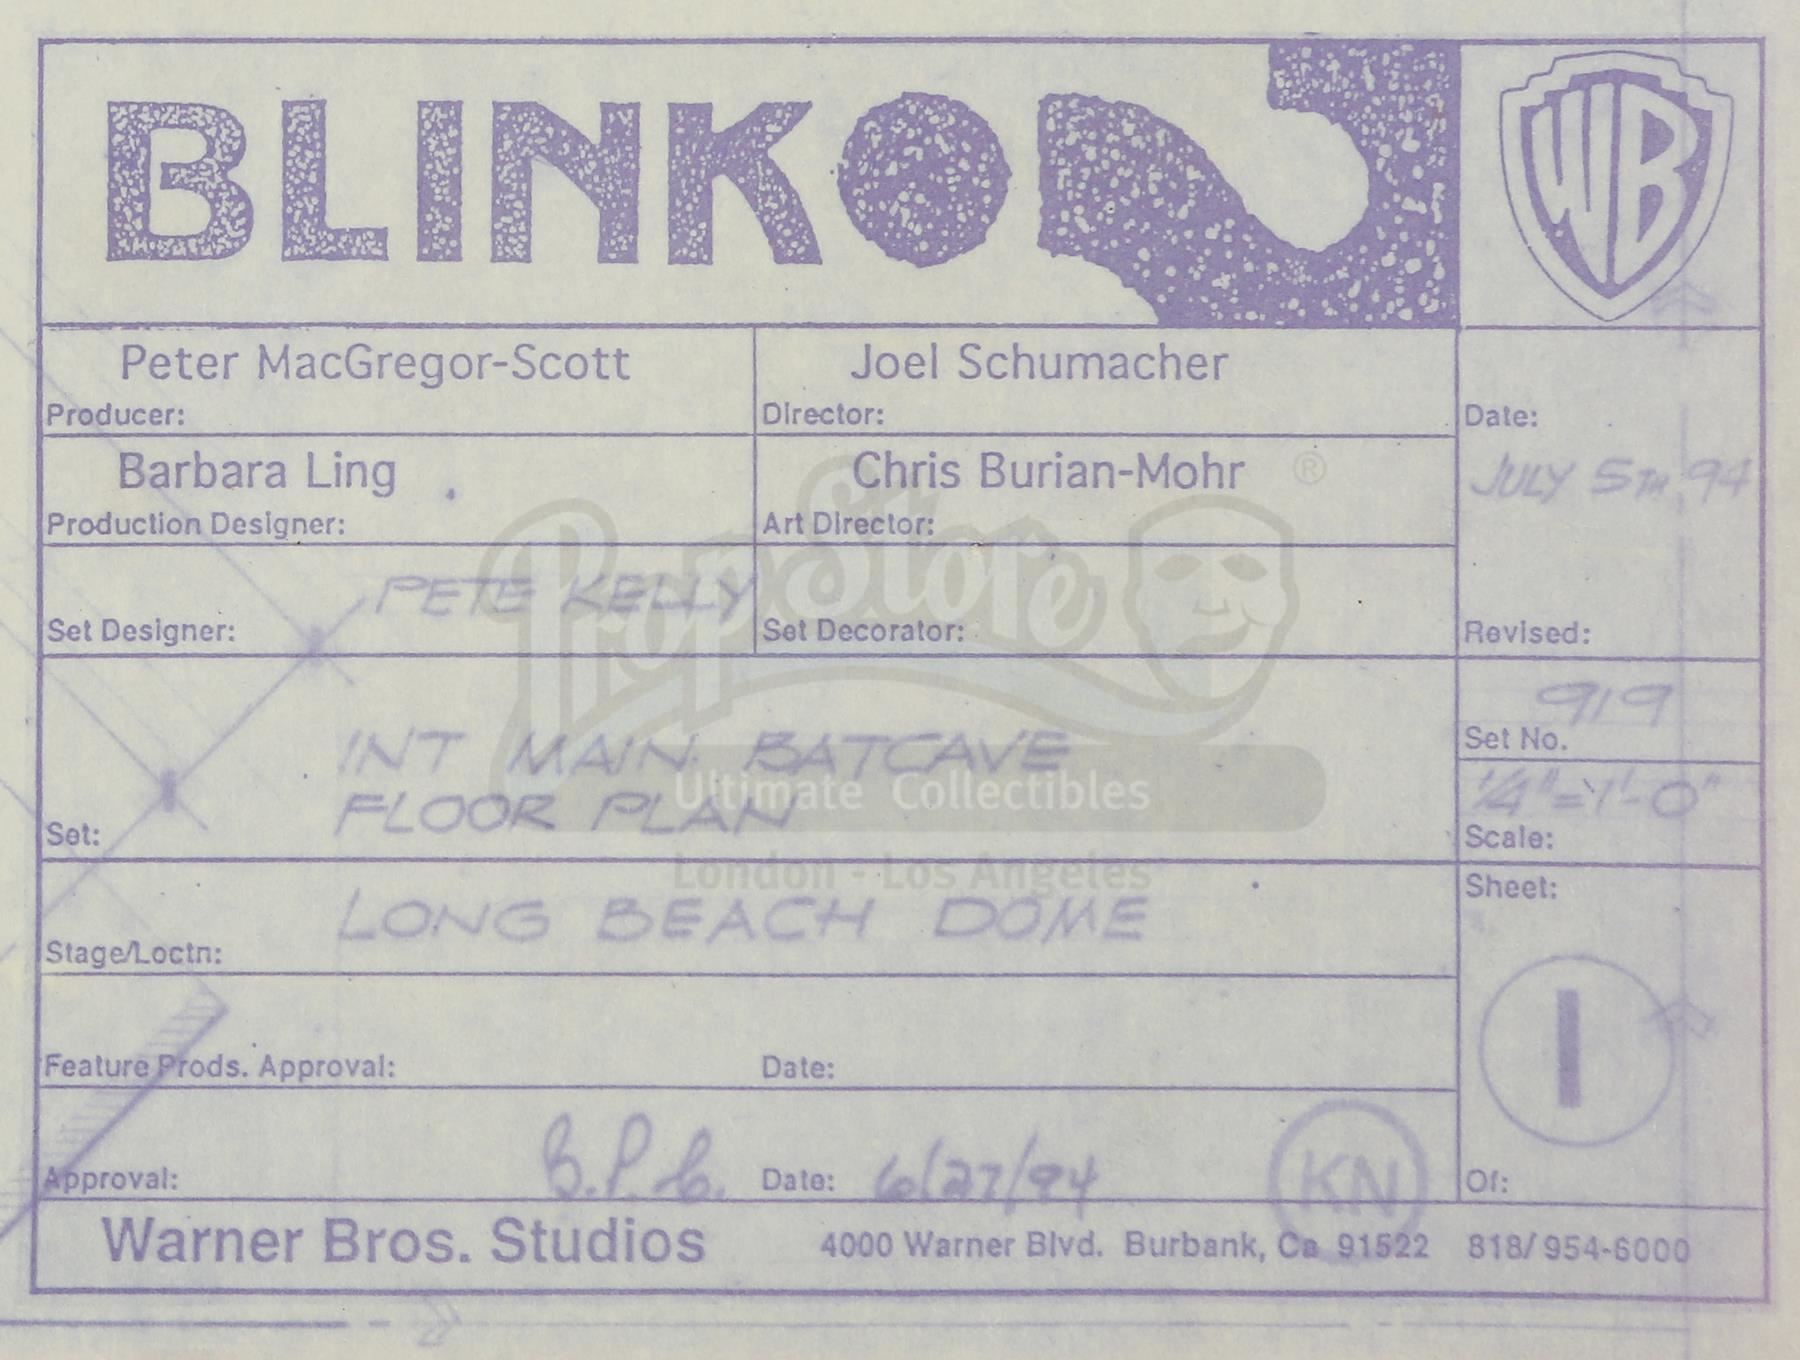 BLINKO
WB
Peter MacGregor-Scott
Producer:
Joel Schumacher
Director:
Date:
JULY 5TH, 94
Barbara Ling
Production Designer:
Chris Burian-Mohr
Art Director:
®
PETE KELLY
Set Designer:
Set Decorator:
Revised:
PropStore
919
Set No.
INT MAIN BATCAVE
FLOOR PLAN
Set:
Ultimate Collectibles
1/4"=1'-0"
Scale:
London - Los Angeles
LONG BEACH DOME
Stage/Loctn:
Sheet:
1
Feature Prods. Approval:
Date:
Approval:
Date: 6/27/94
KN
Of:
Warner Bros. Studios
4000 Warner Blvd. Burbank, Ca 91522 818/954-6000